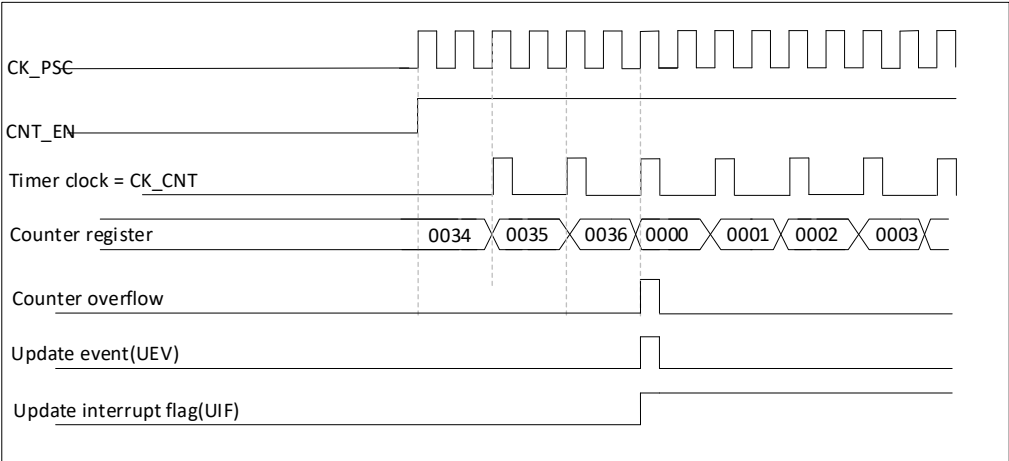 CK_PSC
CNT_EN
Timer clock = CK_CNT
Counter register 0034 0035 0036 0000 0001 0002 0003
Counter overflow
Update event(UEV)
Update interrupt flag(UIF)